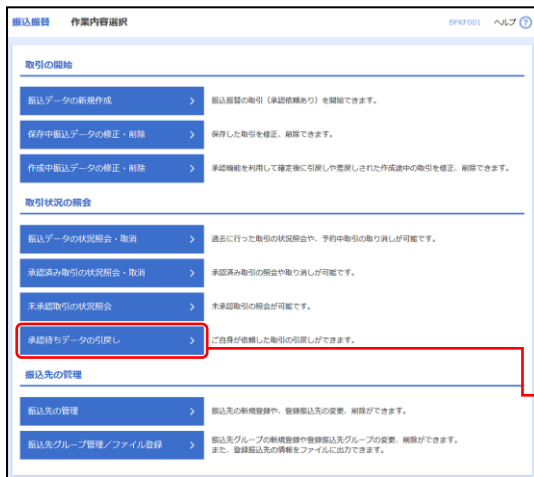 振込振替 作業内容選択 BFKF001 ヘルプ ?
取引の開始
振込データの新規作成 > 振込振替の取引（承認依頼あり）を開始できます。
保存中振込データの修正・削除 > 保存した取引を修正、削除できます。
作成中振込データの修正・削除 > 承認機能を利用して確定後に引戻しや差戻しされた作成途中の取引を修正、削除できます。
取引状況の照会
振込データの状況照会・取消 > 過去に行った取引の状況照会や、予約中取引の取り消しが可能です。
承認済み取引の状況照会・取消 > 承認済み取引の照会や取り消しが可能です。
未承認取引の状況照会 > 未承認取引の照会が可能です。
承認待ちデータの引戻し > ご自身が依頼した取引の引戻しができます。
振込先の管理
振込先の管理 > 振込先の新規登録や、登録振込先の変更、削除ができます。
振込先グループ管理／ファイル登録 > 振込先グループの新規登録や登録振込先グループの変更、削除ができます。
また、登録振込先の情報をファイルに出力できます。